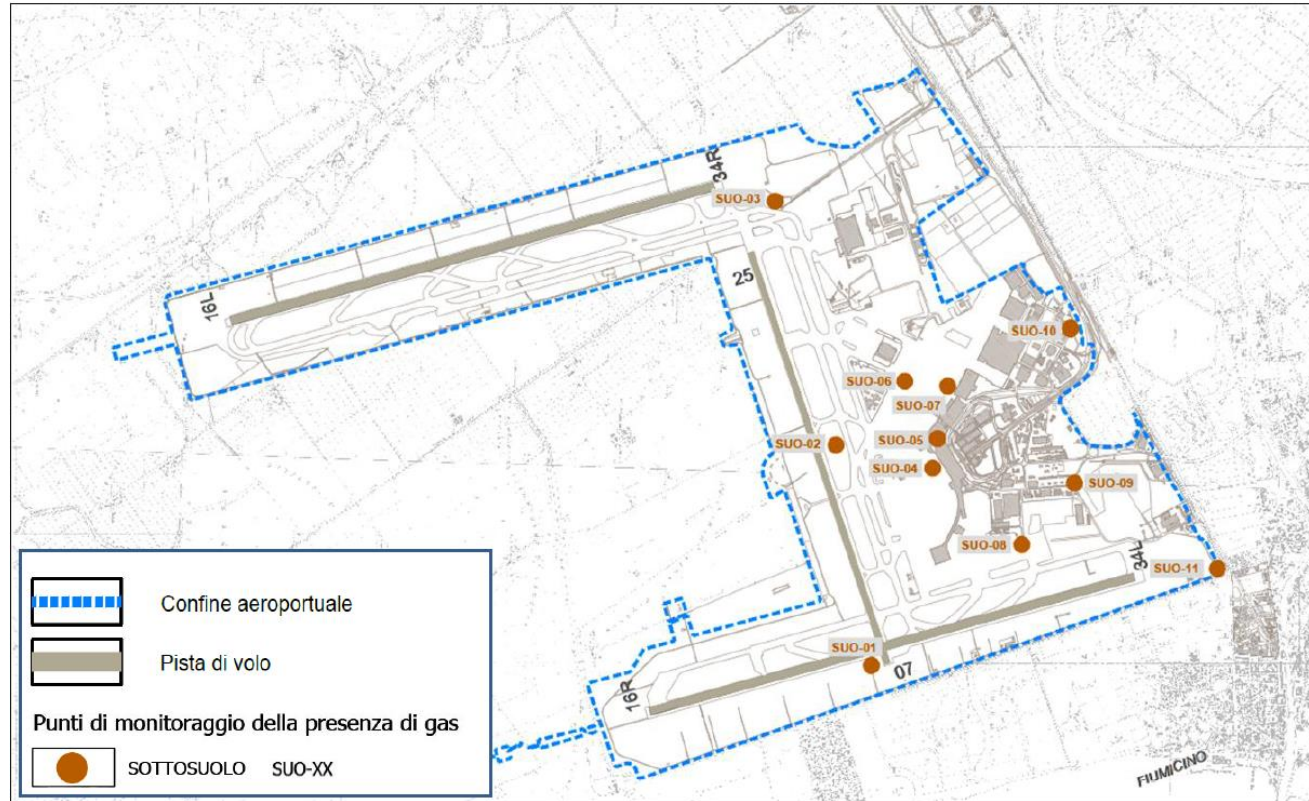 34R
SUO-03
25
16L
SUO-10
SUO-06
SUO-07
SUO-02
SUO-05
SUO-04
SUO-09
SUO-08
34L
SUO-11
SUO-01
07
16R
FIUMICINO
Confine aeroportuale
Pista di volo
Punti di monitoraggio della presenza di gas
SOTTOSUOLO SUO-XX